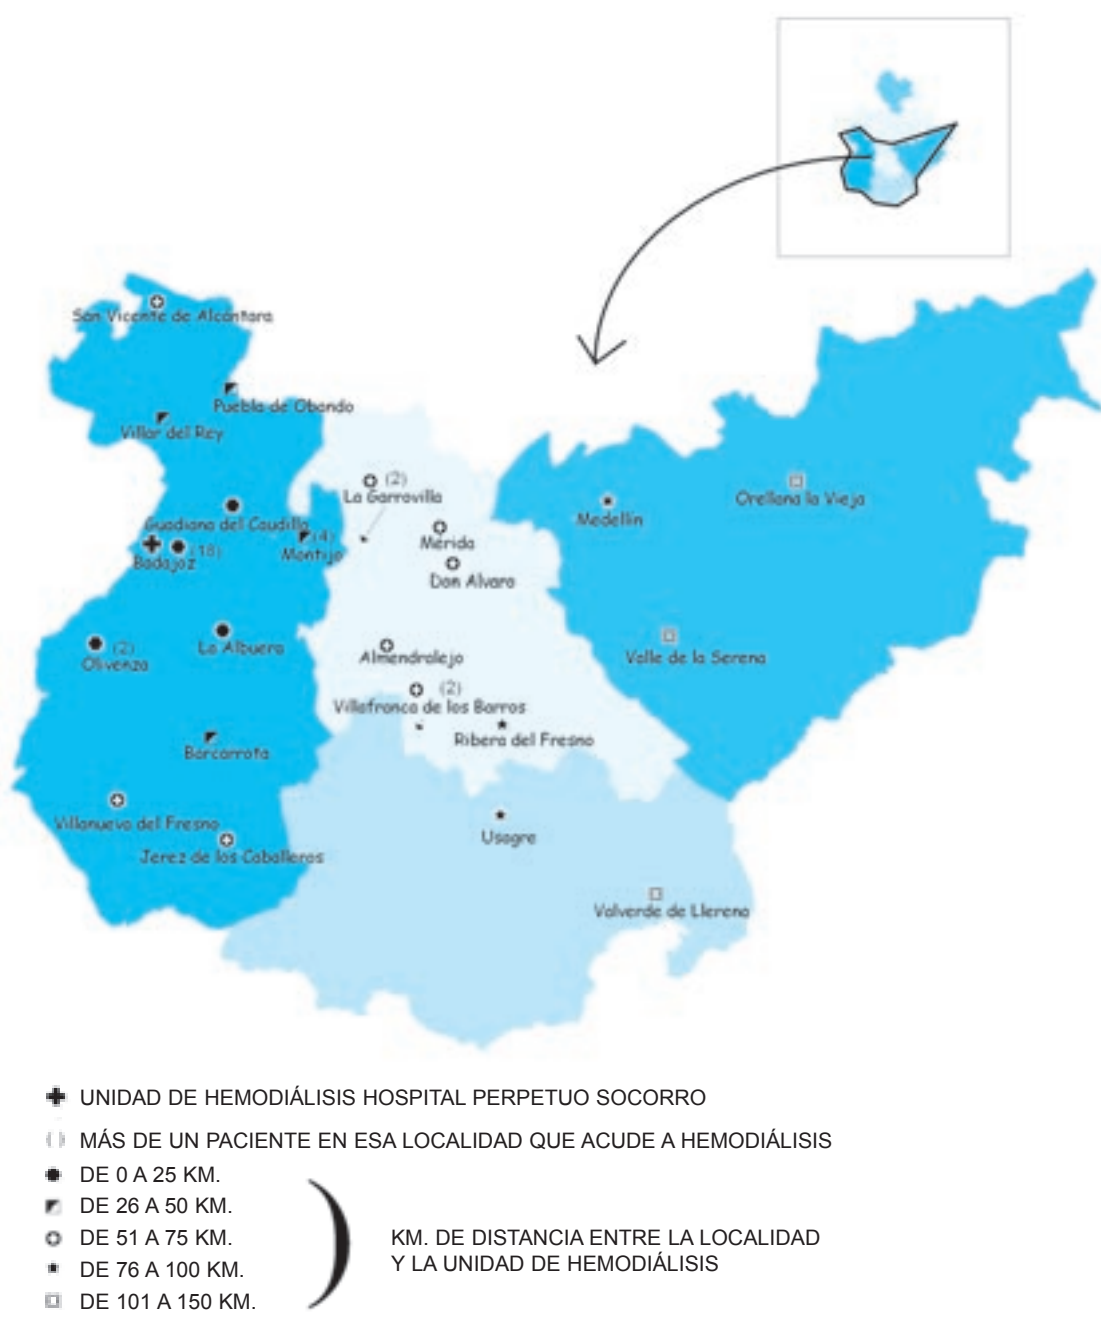 San Vicente de Alcántara
Puebla de Obando
Villar del Rey
(2)
La Garrovilla
Orellana la Vieja
Guadiana del Caudillo
Medellín
(4)
Mérida
(18)
Badajoz
Montijo
Don Alvaro
(2)
Olivenza
La Albuera
Almendralejo
Valle de la Serena
(2)
Villafranca de los Barros
Ribera del Fresno
Barcarrota
Villanueva del Fresno
Usagre
Jerez de los Caballeros
Valverde de Llerena
UNIDAD DE HEMODIÁLISIS HOSPITAL PERPETUO SOCORRO
( ) MÁS DE UN PACIENTE EN ESA LOCALIDAD QUE ACUDE A HEMODIÁLISIS
DE 0 A 25 KM.
DE 26 A 50 KM.
DE 51 A 75 KM.
DE 76 A 100 KM.
DE 101 A 150 KM.
KM. DE DISTANCIA ENTRE LA LOCALIDAD
Y LA UNIDAD DE HEMODIÁLISIS